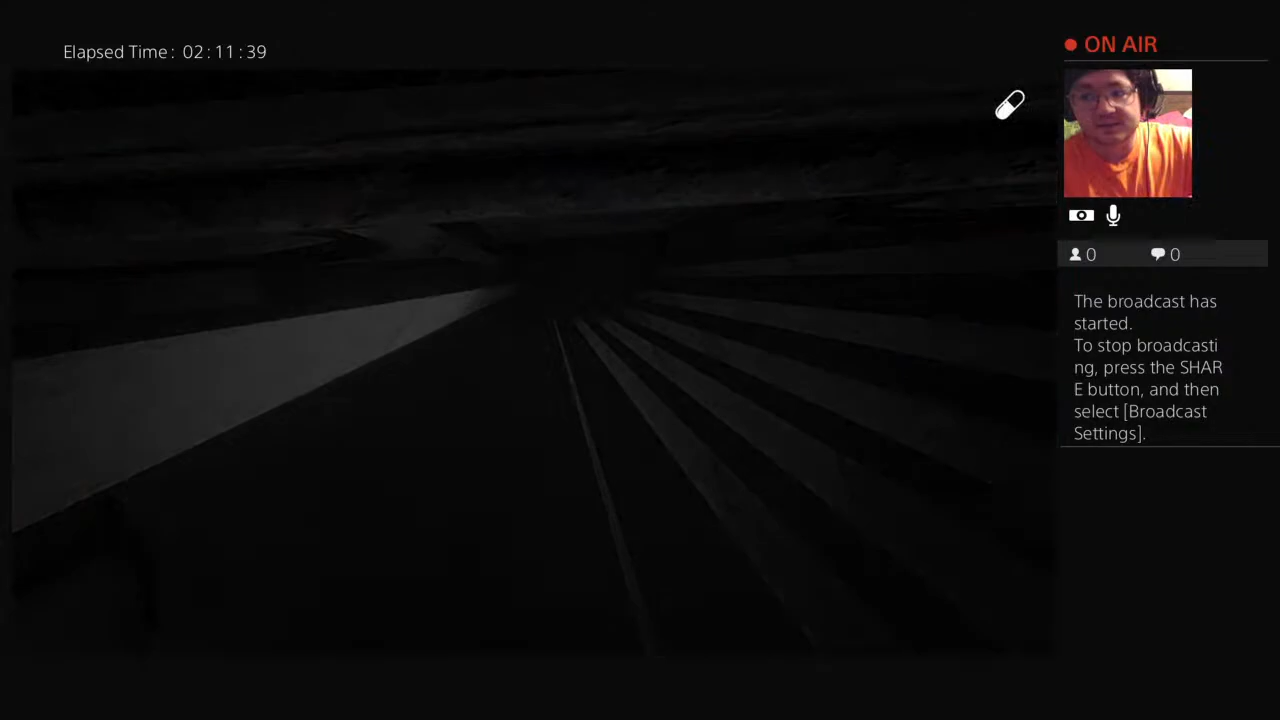 Elapsed Time: 02:11:39
ON AIR
0 0
The broadcast has
started.
To stop broadcasti
ng, press the SHAR
E button, and then
select [Broadcast
Settings].